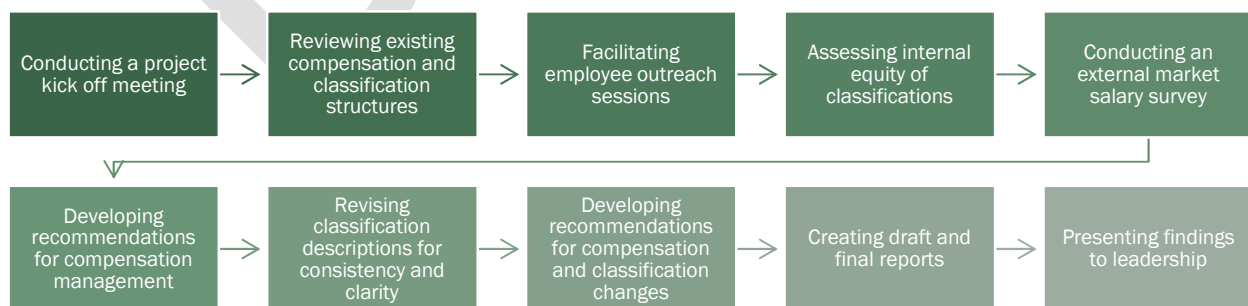 Conducting a project
kick off meeting
Reviewing existing
compensation and
classification
structures
Facilitating
employee outreach
sessions
Assessing internal
equity of
classifications
Conducting an
external market
salary survey
Developing
recommendations
for compensation
management
Revising
classification
descriptions for
consistency and
clarity
Developing
recommendations
for compensation
and classification
changes
Creating draft and
final reports
Presenting findings
to leadership